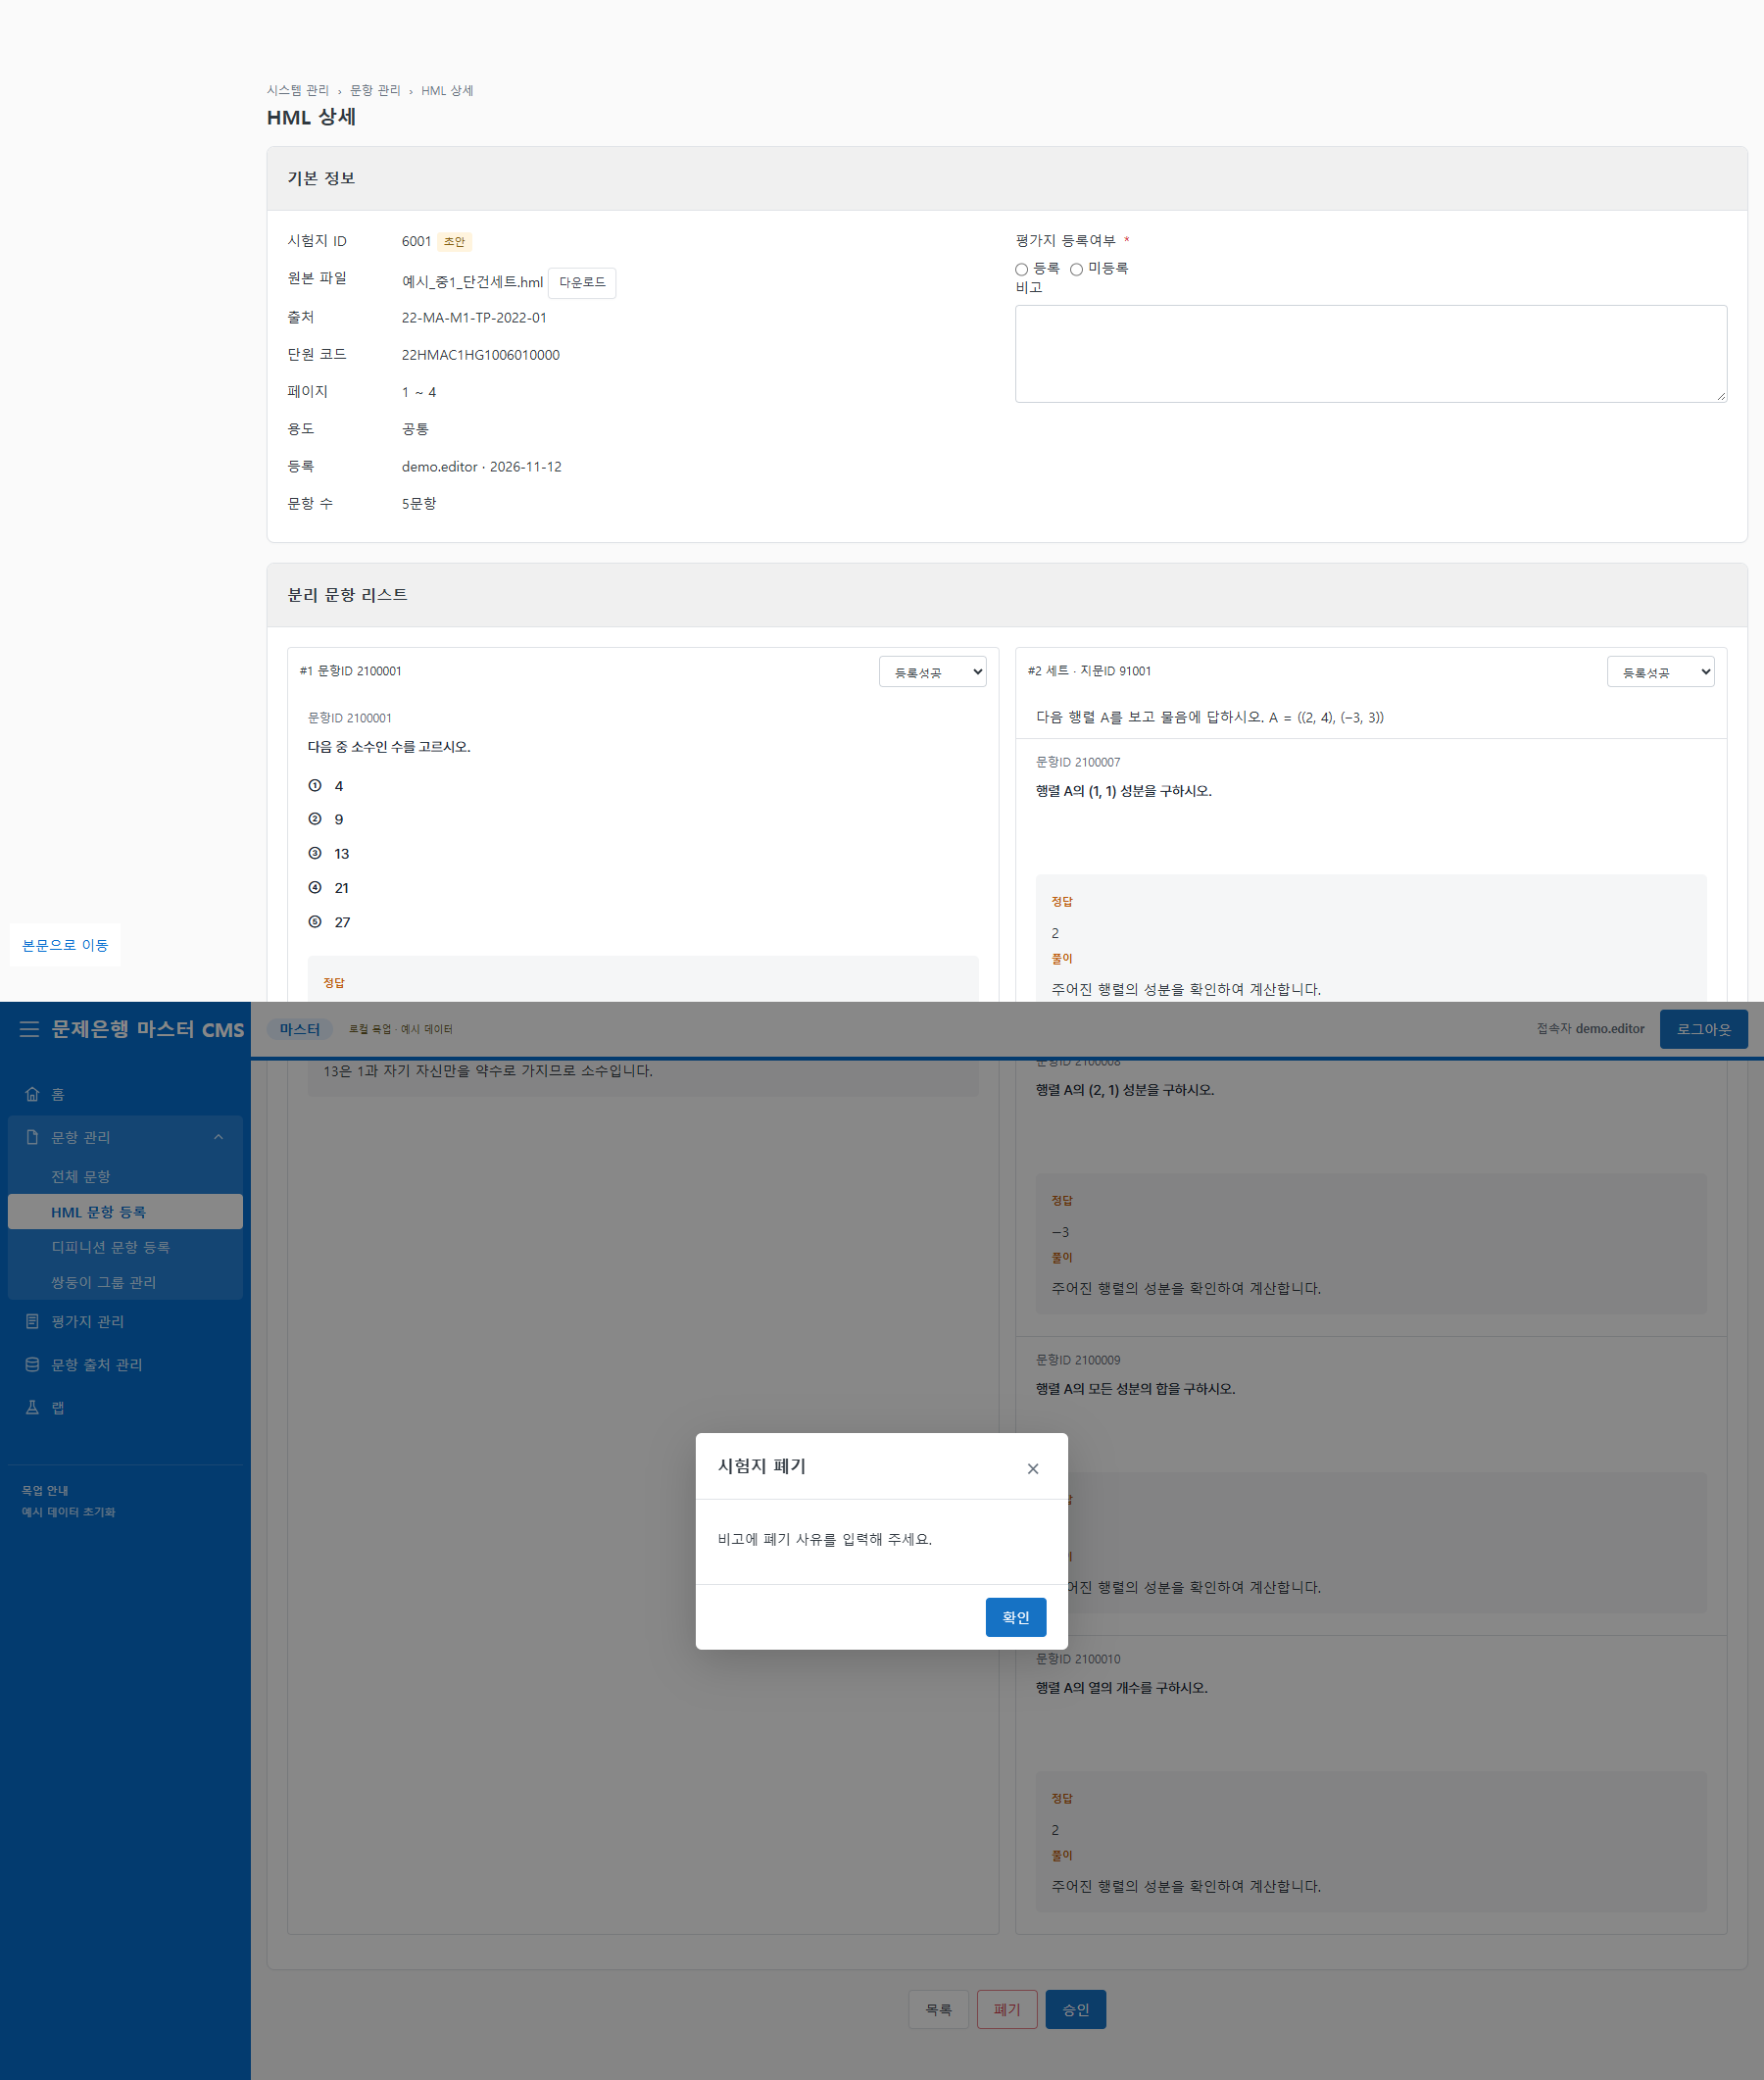 시스템 관리 › 문항 관리 › HML 상세
HML 상세
기본 정보
시험지 ID 6001 초안
원본 파일 예시_중1_단건세트.hml 다운로드
출처 22-MA-M1-TP-2022-01
단원 코드 22HMAC1HG1006010000
페이지 1 ~ 4
용도 공통
등록 demo.editor · 2026-11-12
문항 수 5문항
평가지 등록여부 *
등록 미등록
비고
분리 문항 리스트
#1 문항ID 2100001 등록성공
문항ID 2100001
다음 중 소수인 수를 고르시오.
① 4
② 9
③ 13
④ 21
⑤ 27
정답
13은 1과 자기 자신만을 약수로 가지므로 소수입니다.
#2 세트 · 지문ID 91001 등록성공
다음 행렬 A를 보고 물음에 답하시오. A = ((2, 4), (−3, 3))
문항ID 2100007
행렬 A의 (1, 1) 성분을 구하시오.
정답
2
풀이
주어진 행렬의 성분을 확인하여 계산합니다.
문항ID 2100008
행렬 A의 (2, 1) 성분을 구하시오.
정답
−3
풀이
주어진 행렬의 성분을 확인하여 계산합니다.
문항ID 2100009
행렬 A의 모든 성분의 합을 구하시오.
행렬의 성분을 확인하여 계산합니다.
문항ID 2100010
행렬 A의 열의 개수를 구하시오.
정답
2
풀이
주어진 행렬의 성분을 확인하여 계산합니다.
본문으로 이동
문제은행 마스터 CMS
마스터 로컬 목업 · 예시 데이터
접속자 demo.editor 로그아웃
홈
문항 관리
전체 문항
HML 문항 등록
디피니션 문항 등록
쌍둥이 그룹 관리
평가지 관리
문항 출처 관리
랩
목업 안내
예시 데이터 초기화
시험지 폐기 ×
비고에 폐기 사유를 입력해 주세요.
확인
목록 폐기 승인